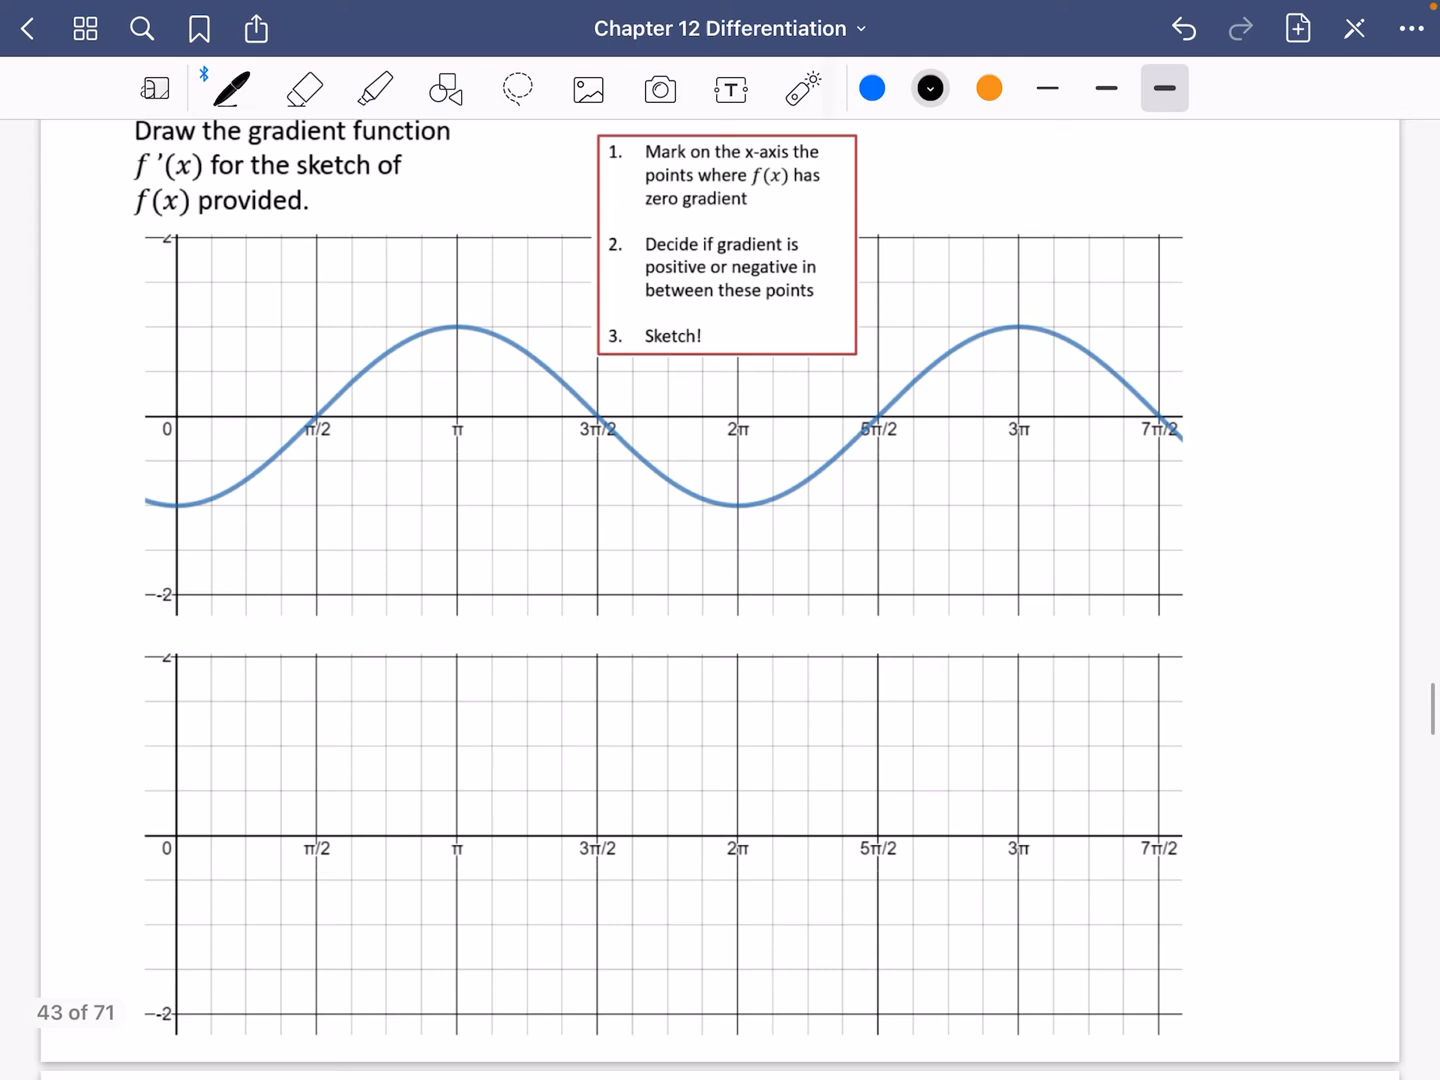 Chapter 12 Differentiation
Draw the gradient function
f ’(x) for the sketch of
f(x) provided.
1. Mark on the x-axis the
points where f(x) has
zero gradient
2. Decide if gradient is
positive or negative in
between these points
3. Sketch!
2
0 π/2 π 3π/2 2π 5π/2 3π 7π/2
-2
2
0 π/2 π 3π/2 2π 5π/2 3π 7π/2
-2
43 of 71